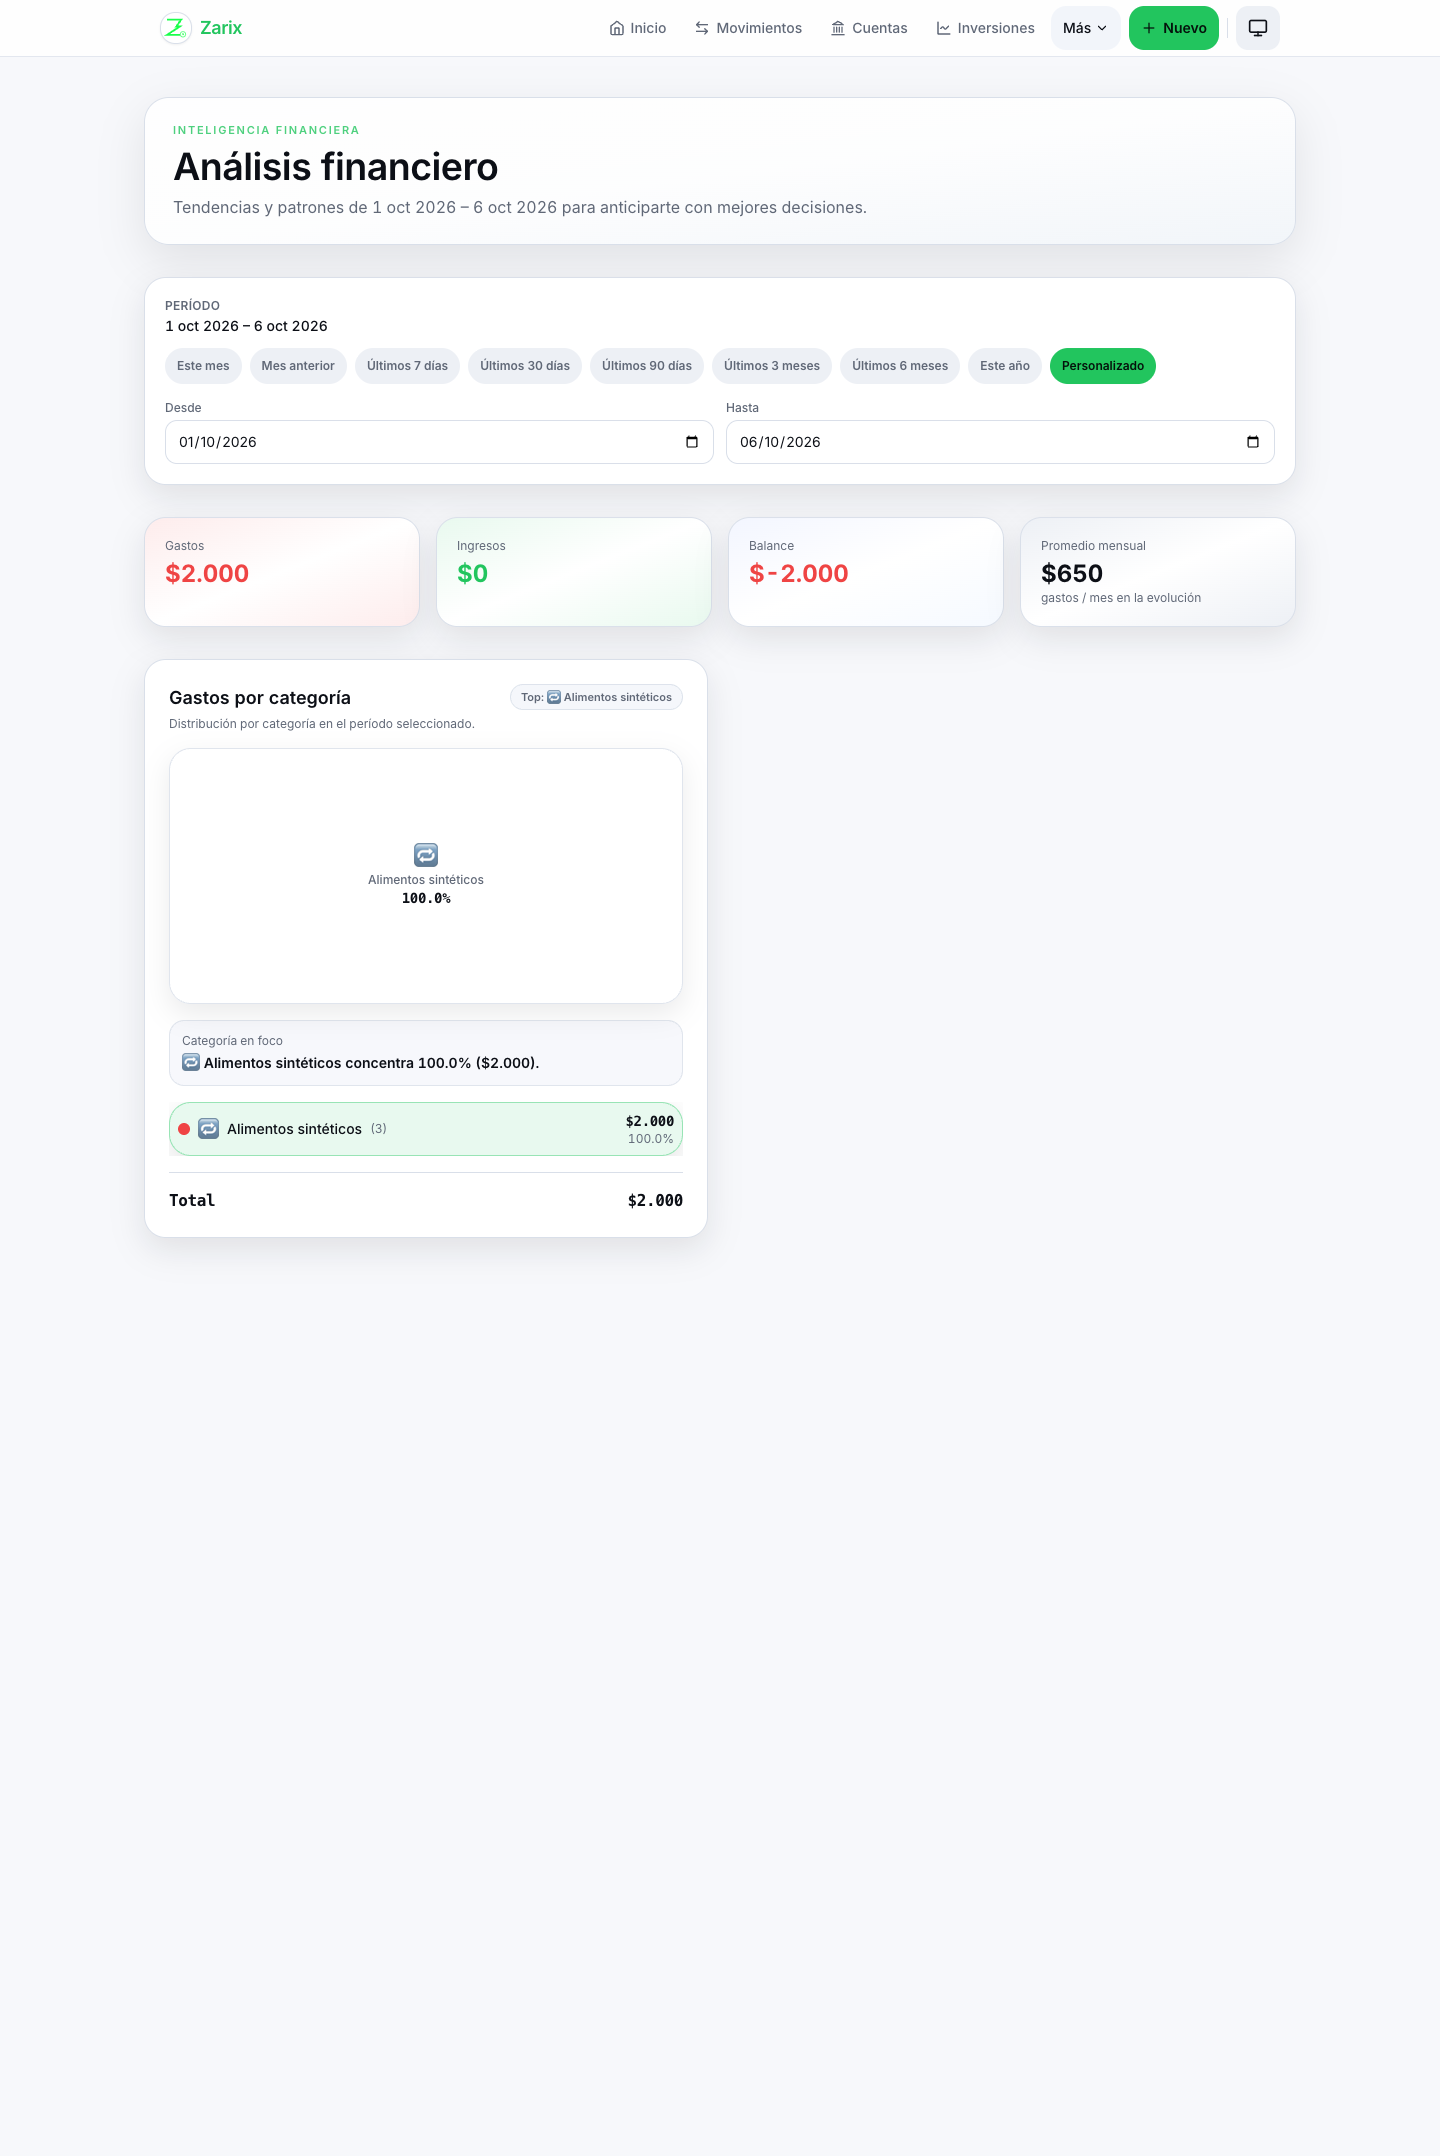 Zarix
Inicio
Movimientos
Cuentas
Inversiones
Más
Nuevo
INTELIGENCIA FINANCIERA
Análisis financiero
Tendencias y patrones de 1 oct 2026 – 6 oct 2026 para anticiparte con mejores decisiones.
PERÍODO
1 oct 2026 – 6 oct 2026
Este mes
Mes anterior
Últimos 7 días
Últimos 30 días
Últimos 90 días
Últimos 3 meses
Últimos 6 meses
Este año
Personalizado
Desde
Hasta
01/10/2026
06/10/2026
Gastos
$2.000
Ingresos
$0
Balance
$-2.000
Promedio mensual
$650
gastos / mes en la evolución
Gastos por categoría
Top: 🔁 Alimentos sintéticos
Distribución por categoría en el período seleccionado.
Alimentos sintéticos
100.0%
Categoría en foco
🔁 Alimentos sintéticos concentra 100.0% ($2.000).
🔁 Alimentos sintéticos (3)
$2.000
100.0%
Total
$2.000